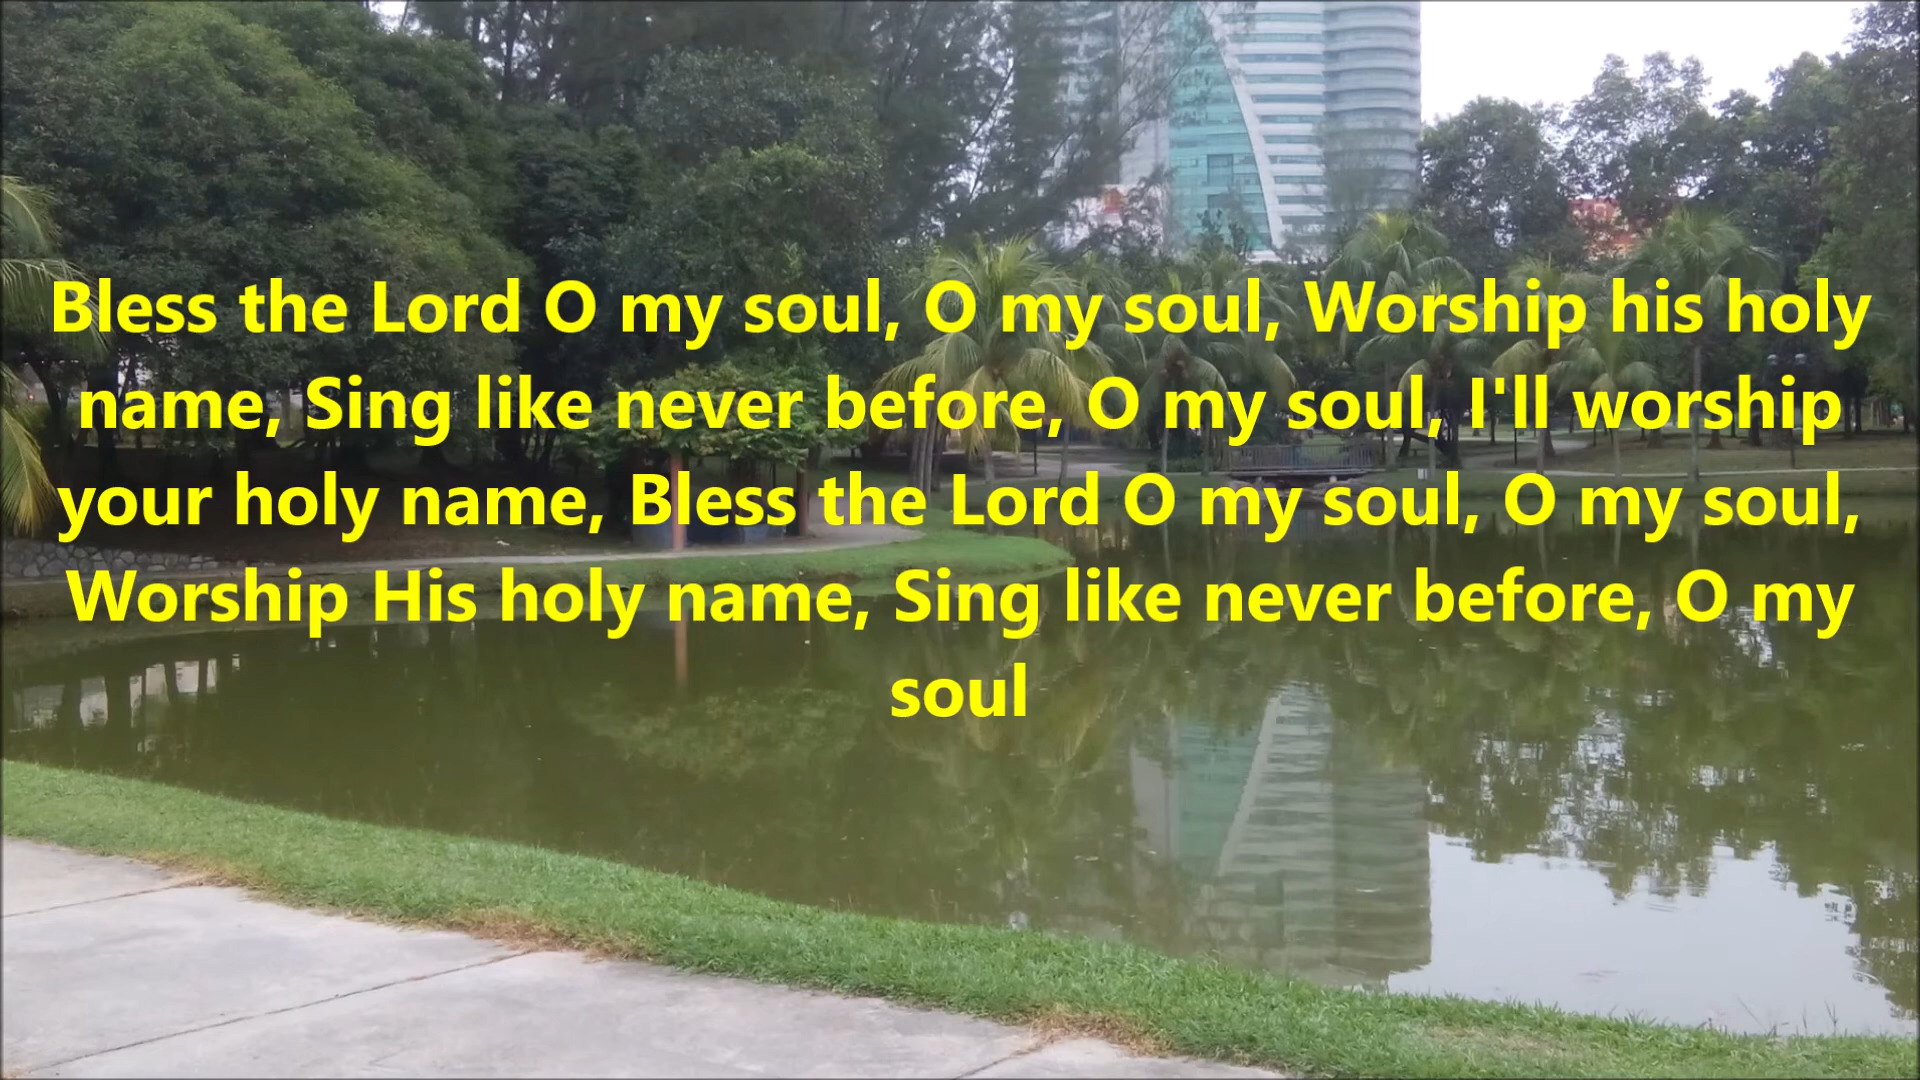 Bless the Lord O my soul, O my soul, Worship his holy
name, Sing like never before, O my soul, I'll worship
your holy name, Bless the Lord O my soul, O my soul,
Worship His holy name, Sing like never before, O my
soul